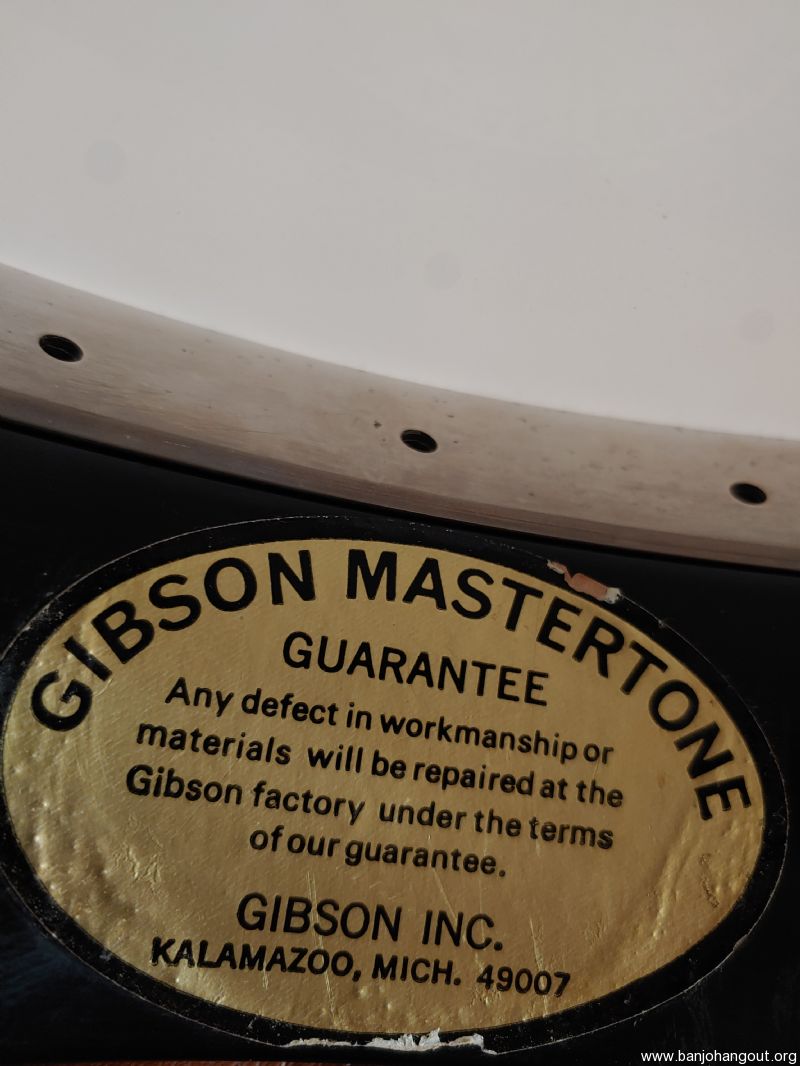 GIBSON MASTERTONE
GUARANTEE
Any defect in workmanship or
materials will be repaired at the
Gibson factory under the terms
of our guarantee.
GIBSON INC.
KALAMAZOO, MICH. 49007
www.banjohangout.org